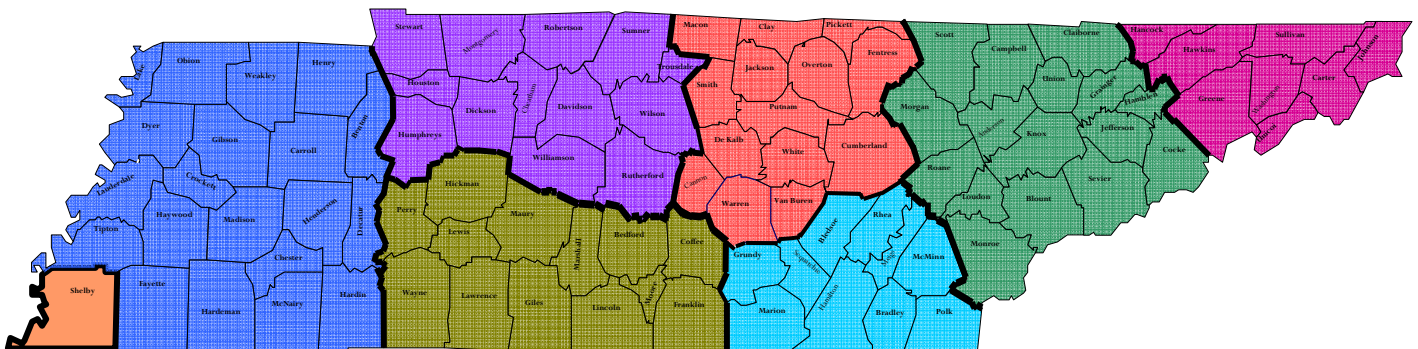 Stewart
Montgomery
Robertson
Sumner
Macon
Clay
Pickett
Scott
Campbell
Claiborne
Hancock
Hawkins
Sullivan
Johnson
Lake
Obion
Weakley
Henry
Houston
Dickson
Cheatham
Davidson
Trousdale
Wilson
Smith
Jackson
Overton
Fentress
Putnam
Morgan
Anderson
Union
Grainger
Hamblen
Greene
Washington
Carter
Unicoi
Dyer
Gibson
Carroll
Benton
Humphreys
Williamson
Rutherford
De Kalb
White
Cumberland
Knox
Jefferson
Cocke
Lauderdale
Crockett
Haywood
Madison
Henderson
Decatur
Perry
Hickman
Lewis
Maury
Marshall
Bedford
Coffee
Cannon
Warren
Van Buren
Bledsoe
Rhea
Roane
Loudon
Blount
Sevier
Monroe
Tipton
Chester
Grundy
Sequatchie
Meigs
McMinn
Shelby
Fayette
Hardeman
McNairy
Hardin
Wayne
Lawrence
Giles
Lincoln
Moore
Franklin
Marion
Hamilton
Bradley
Polk